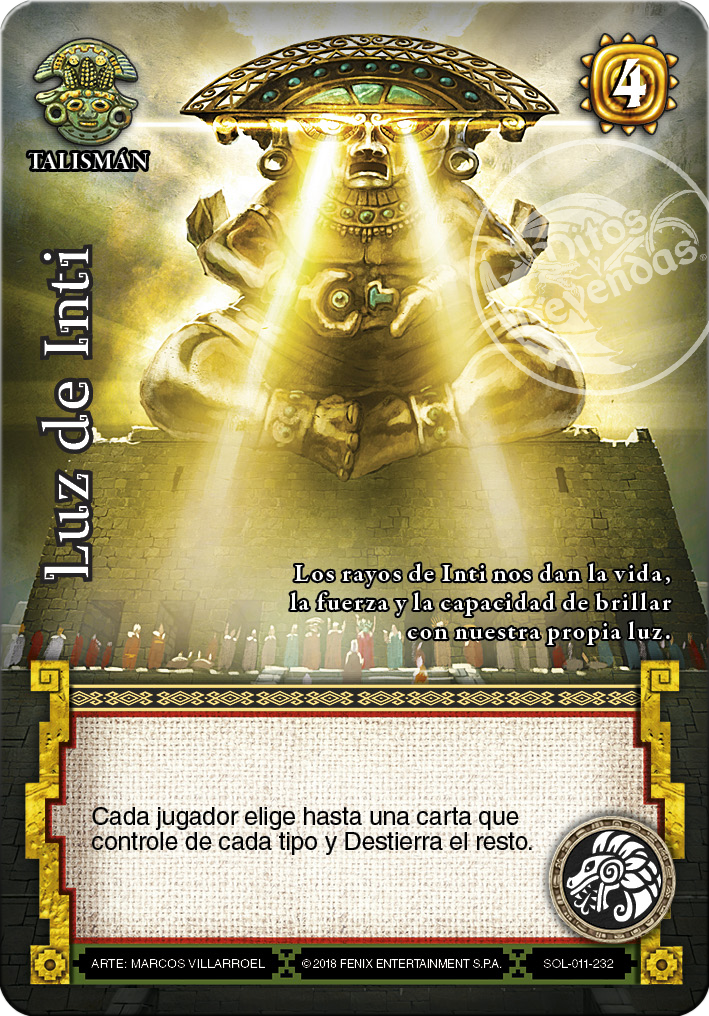 4
TALISMÁN
Mitos
y Leyendas
Luz de Inti
Los rayos de Inti nos dan la vida,
la fuerza y la capacidad de brillar
con nuestra propia luz.
Cada jugador elige hasta una carta que
controle de cada tipo y Destierra el resto.
ARTE: MARCOS VILLARROEL
©2018 FENIX ENTERTAINMENT S.P.A.
SOL-011-232